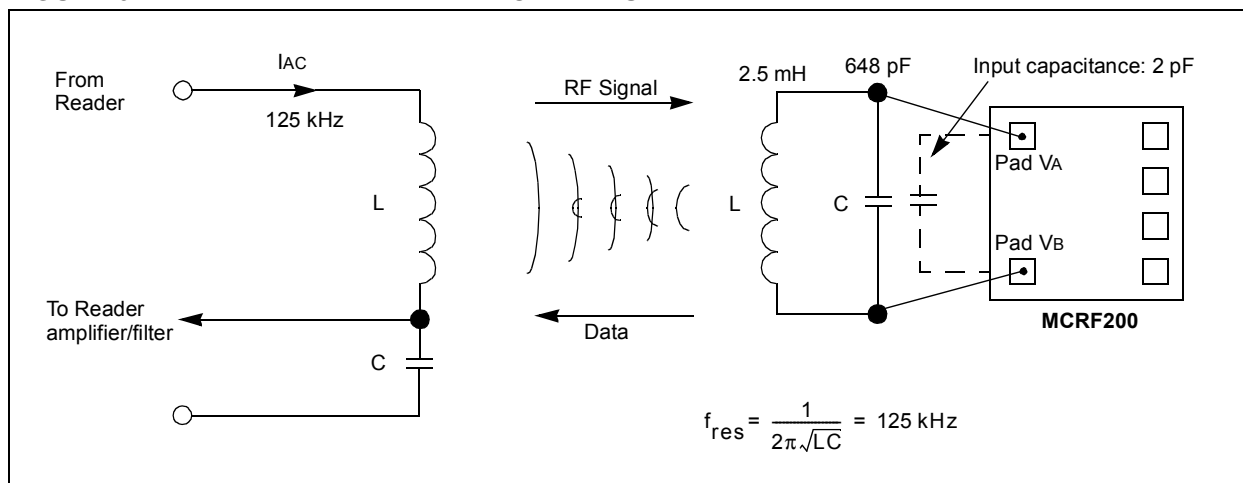 From
Reader
IAC
125 kHz
L
To Reader
amplifier/filter
C
RF Signal
Data
2.5 mH
648 pF
Input capacitance: 2 pF
L
C
Pad VA
Pad VB
MCRF200
fres = 1 / 2π√LC = 125 kHz